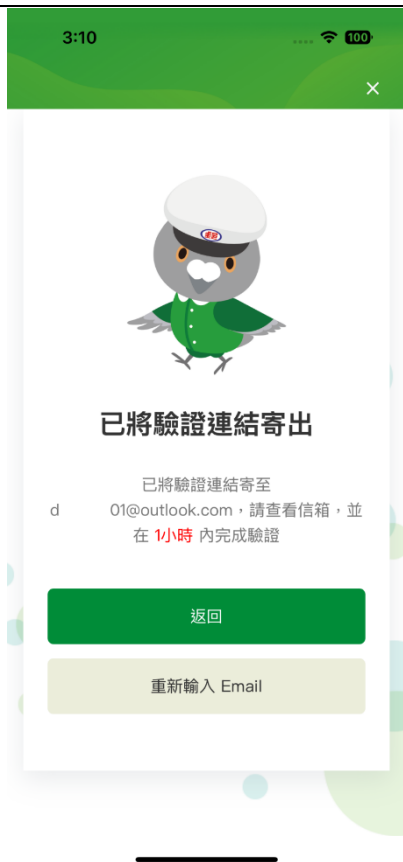 3:10
100
×
郵
已將驗證連結寄出
已將驗證連結寄至
d 01@outlook.com，請查看信箱，並
在 1小時 內完成驗證
返回
重新輸入 Email